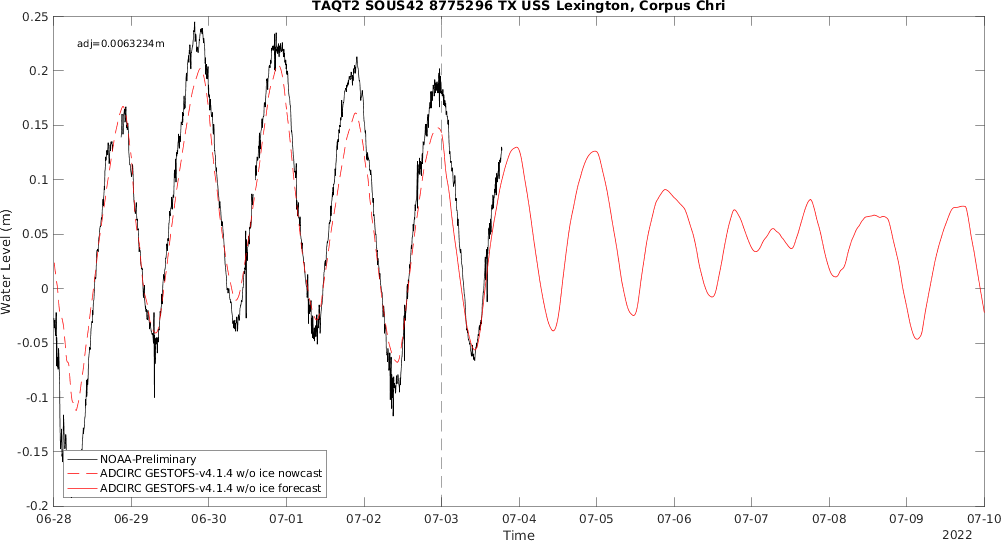 TAQT2 SOUS42 8775296 TX USS Lexington, Corpus Chri
adj=0.0063234m
0.25
0.2
0.15
0.1
0.05
0
-0.05
-0.1
-0.15
-0.2
Water Level (m)
NOAA-Preliminary
ADCIRC GESTOFS-v4.1.4 w/o ice nowcast
ADCIRC GESTOFS-v4.1.4 w/o ice forecast
06-28 06-29 06-30 07-01 07-02 07-03 07-04 07-05 07-06 07-07 07-08 07-09 07-10
Time
2022